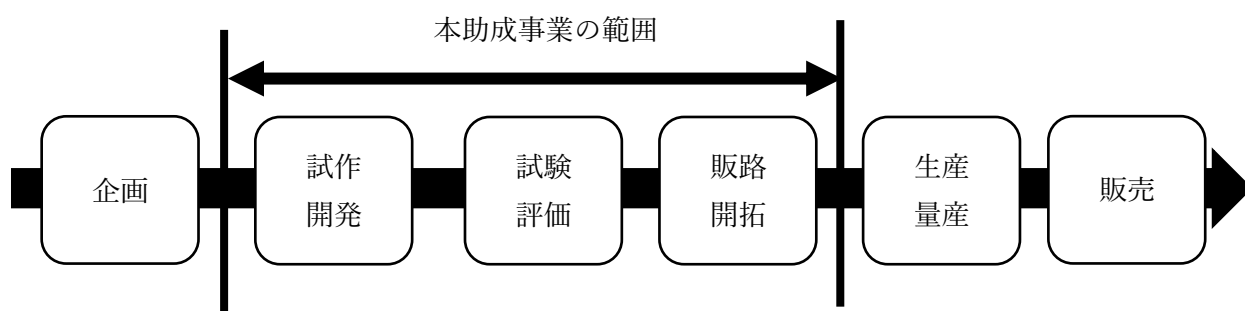 本助成事業の範囲
企画
試作
開発
試験
評価
販路
開拓
生産
量産
販売